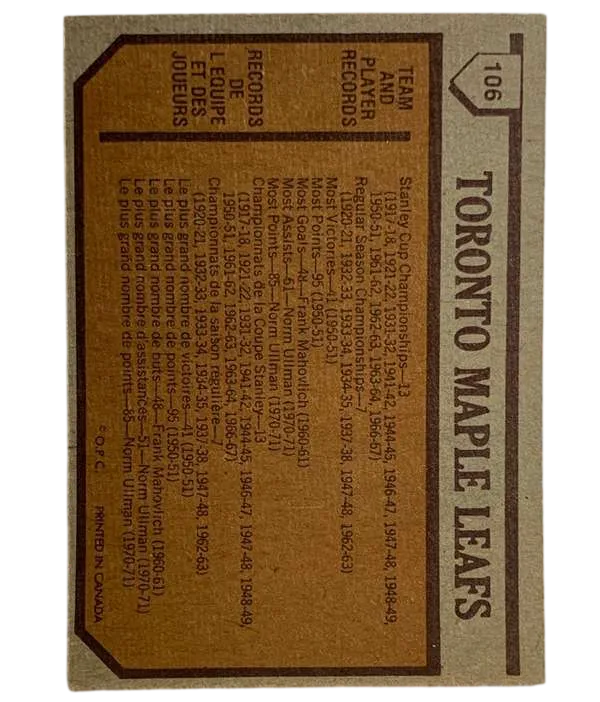 106
TORONTO MAPLE LEAFS
TEAM
AND
PLAYER
RECORDS
RECORDS
DE
L'EQUIPE
ET DES
JOUEURS
Stanley Cup Championships—13
(1917-18, 1921-22, 1931-32, 1941-42, 1944-45, 1946-47, 1947-48, 1948-49,
1950-51, 1961-62, 1962-63, 1963-64, 1966-67)
Regular Season Championships—7
(1920-21, 1932-33, 1933-34, 1934-35, 1937-38, 1947-48, 1962-63)
Most Victories—41 (1950-51)
Most Points—95 (1950-51)
Most Goals—48—Frank Mahovlich (1960-61)
Most Assists—51—Norm Ullman (1970-71)
Most Points—85—Norm Ullman (1970-71)
Championnats de la Coupe Stanley—13
(1917-18, 1921-22, 1931-32, 1941-42, 1944-45, 1946-47, 1947-48, 1948-49,
1950-51, 1961-62, 1962-63, 1963-64, 1966-67)
Championnats de la saison régulière—7
(1920-21, 1932-33, 1933-34, 1934-35, 1937-38, 1947-48, 1962-63)
Le plus grand nombre de victoires—41 (1950-51)
Le plus grand nombre de points—95 (1950-51)
Le plus grand nombre de buts—48—Frank Mahovlich (1960-61)
Le plus grand nombre d'assistances—51—Norm Ullman (1970-71)
Le plus grand nombre de points—85—Norm Ullman (1970-71)
© O.P.C. PRINTED IN CANADA